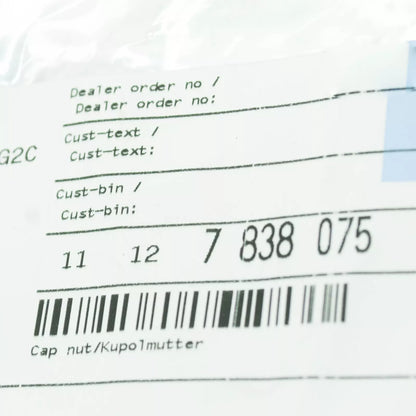 Dealer order no /
Dealer order no:
Cust-text /
G2C
Cust-text:
Cust-bin /
Cust-bin:
11 12 7 838 075
Cap nut/Kupolmutter